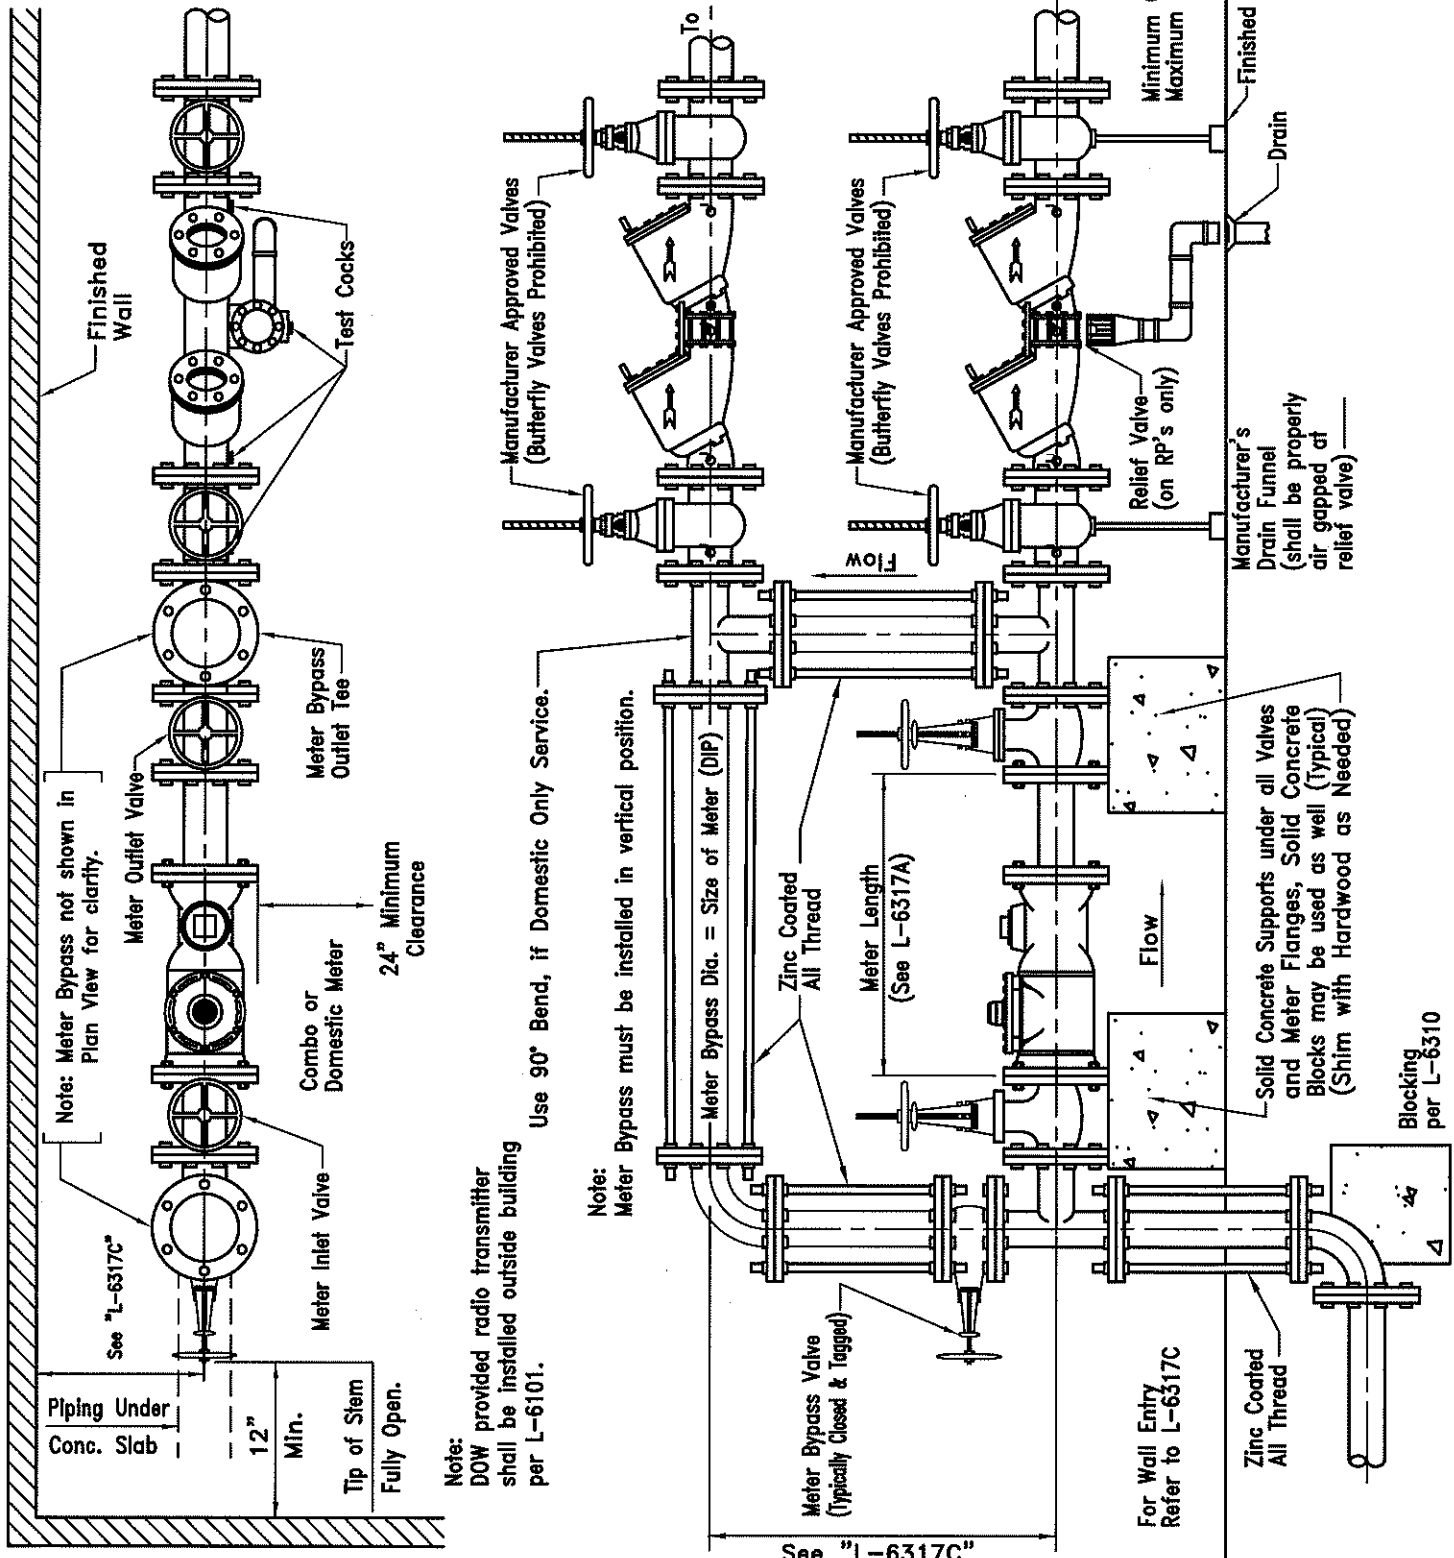 Finished
Wall
Note: Meter Bypass not shown in
Plan View for clarity.
Meter Outlet Valve
Test Cocks
Meter Bypass
Outlet Tee
24" Minimum
Clearance
Combo or
Domestic Meter
Meter Inlet Valve
See "L-6317C"
Piping Under
Conc. Slab
12"
Min.
Tip of Stem
Fully Open.
Note:
DOW provided radio transmitter
shall be installed outside building
per L-6101.
Use 90° Bend, if Domestic Only Service.
Note:
Meter Bypass must be installed in vertical position.
Manufacturer Approved Valves
(Butterfly Valves Prohibited)
To
Meter Bypass Dia. = Size of Meter (DIP)
Zinc Coated
All Thread
Flow
Manufacturer Approved Valves
(Butterfly Valves Prohibited)
Meter Length
(See L-6317A)
Meter Bypass Valve
(Typically Closed & Tagged)
See "L-6317C"
Relief Valve
(on RP's only)
Minimum
Maximum
Finished
Drain
Manufacturer's
Drain Funnel
(shall be properly
air gapped at
relief valve)
Flow
Solid Concrete Supports under all Valves
and Meter Flanges, Solid Concrete
Blocks may be used as well (Typical)
(Shim with Hardwood as Needed)
For Wall Entry
Refer to L-6317C
Zinc Coated
All Thread
Blocking
per L-6310